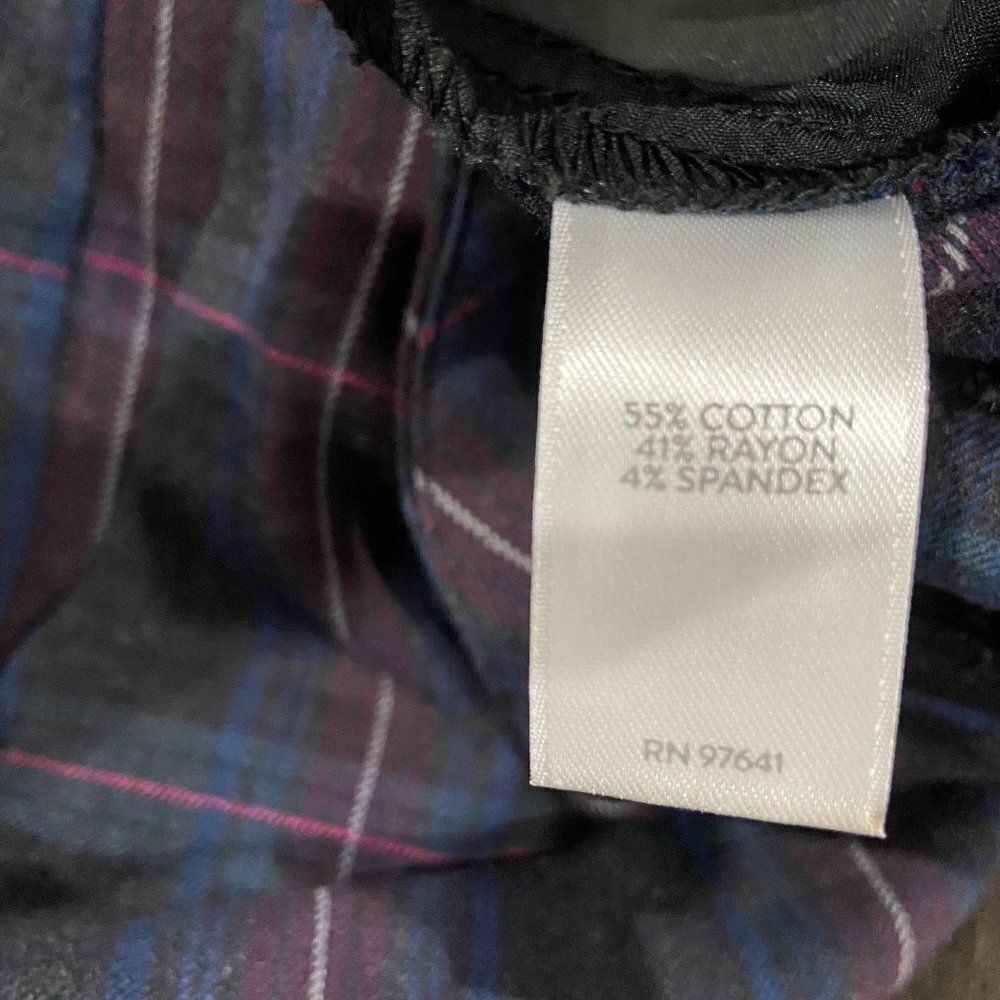 55% COTTON
41% RAYON
4% SPANDEX
RN 97641